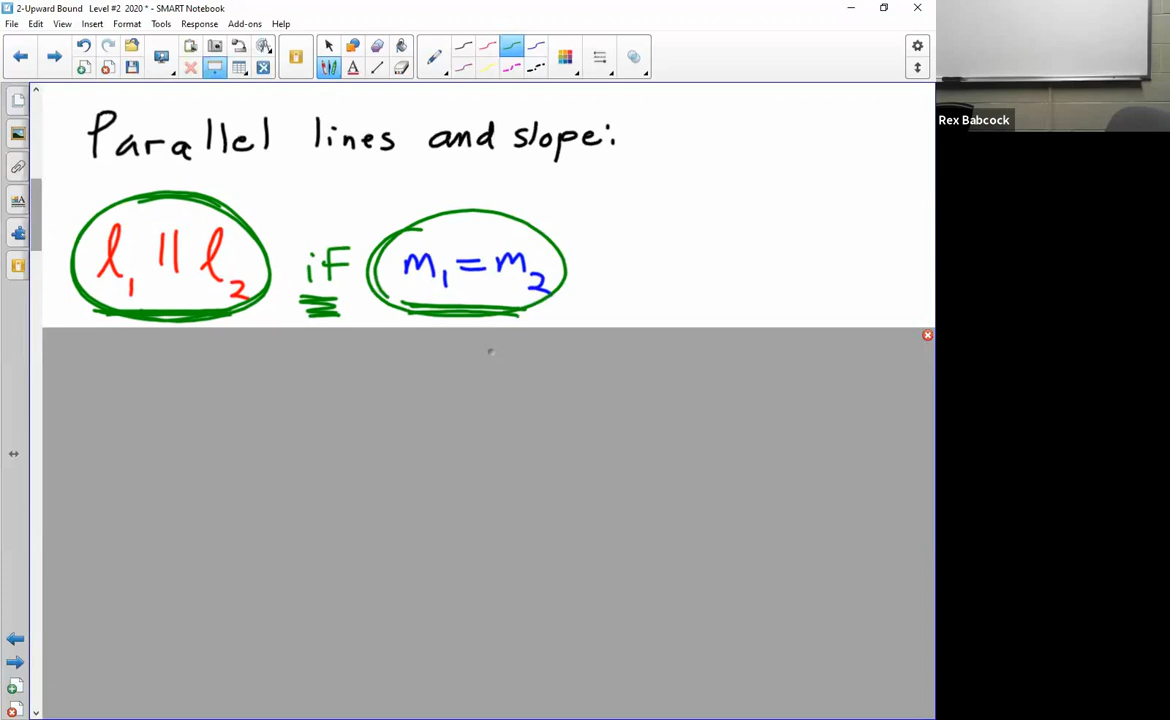 2-Upward Bound Level #2 2020 * - SMART Notebook
File Edit View Insert Format Tools Response Add-ons Help
Rex Babcock
Parallel lines and slope:
l₁ || l₂ if m₁ = m₂